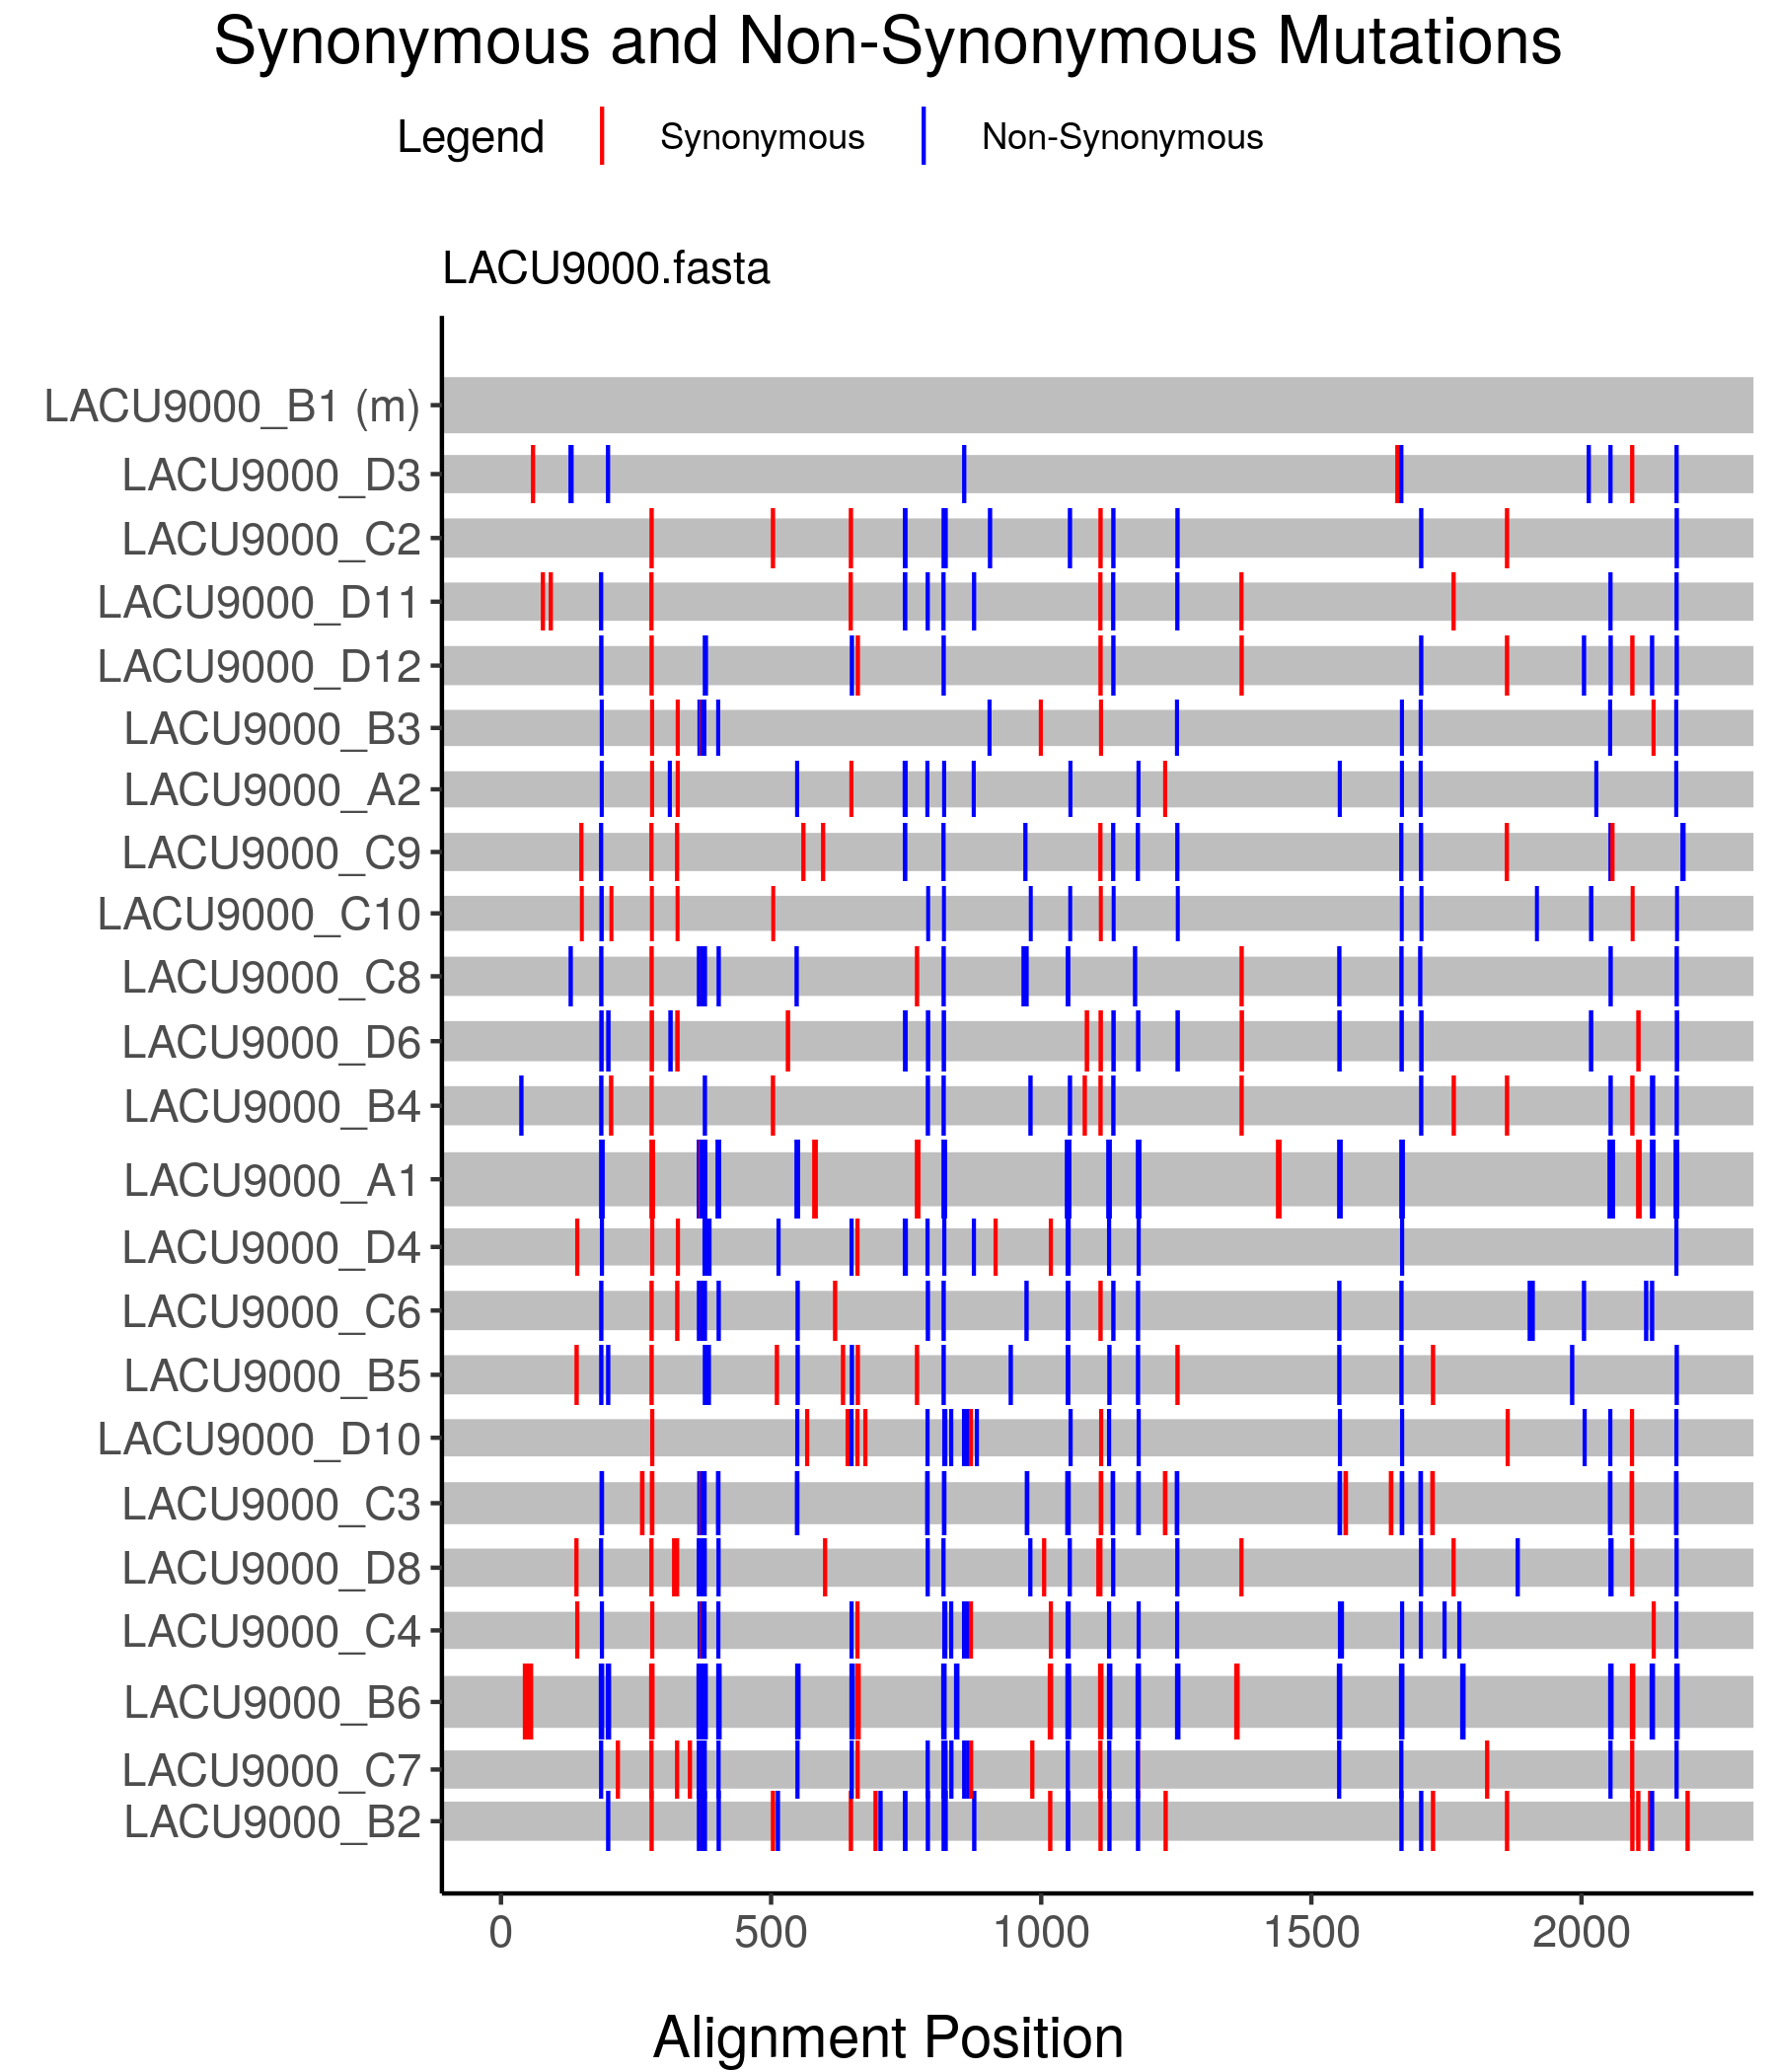 Synonymous and Non-Synonymous Mutations
Legend Synonymous Non-Synonymous
LACU9000.fasta
LACU9000_B1 (m)
LACU9000_D3
LACU9000_C2
LACU9000_D11
LACU9000_D12
LACU9000_B3
LACU9000_A2
LACU9000_C9
LACU9000_C10
LACU9000_C8
LACU9000_D6
LACU9000_B4
LACU9000_A1
LACU9000_D4
LACU9000_C6
LACU9000_B5
LACU9000_D10
LACU9000_C3
LACU9000_D8
LACU9000_C4
LACU9000_B6
LACU9000_C7
LACU9000_B2
0 500 1000 1500 2000
Alignment Position